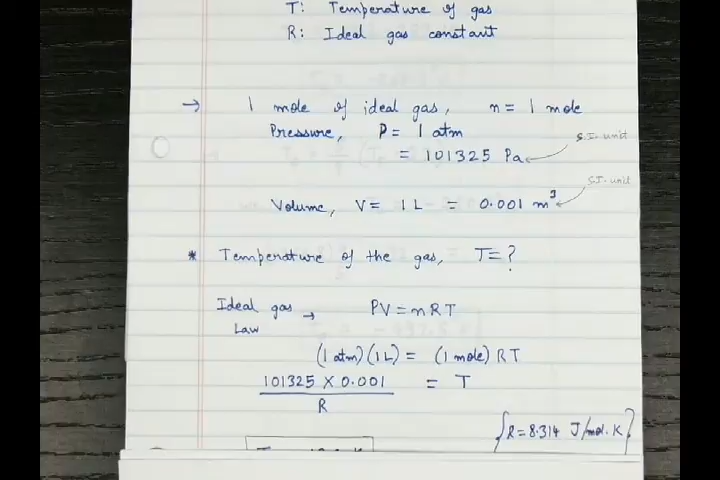 T: Temperature of gas
R: Ideal gas constant
→ 1 mole of ideal gas, n = 1 mole
Pressure, P = 1 atm
= 101325 Pa ← S.I-unit
Volume, V = 1 L = 0.001 m³ ← S.I-unit
* Temperature of the gas, T = ?
Ideal gas Law → PV = nRT
(1 atm)(1L) = (1 mole) RT
101325 × 0.001 / R = T
{R = 8.314 J/mol.K}